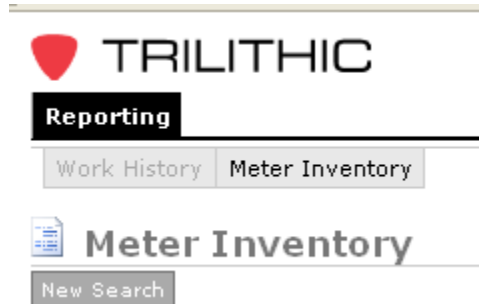 TRILITHIC
Reporting
Work History Meter Inventory
Meter Inventory
New Search